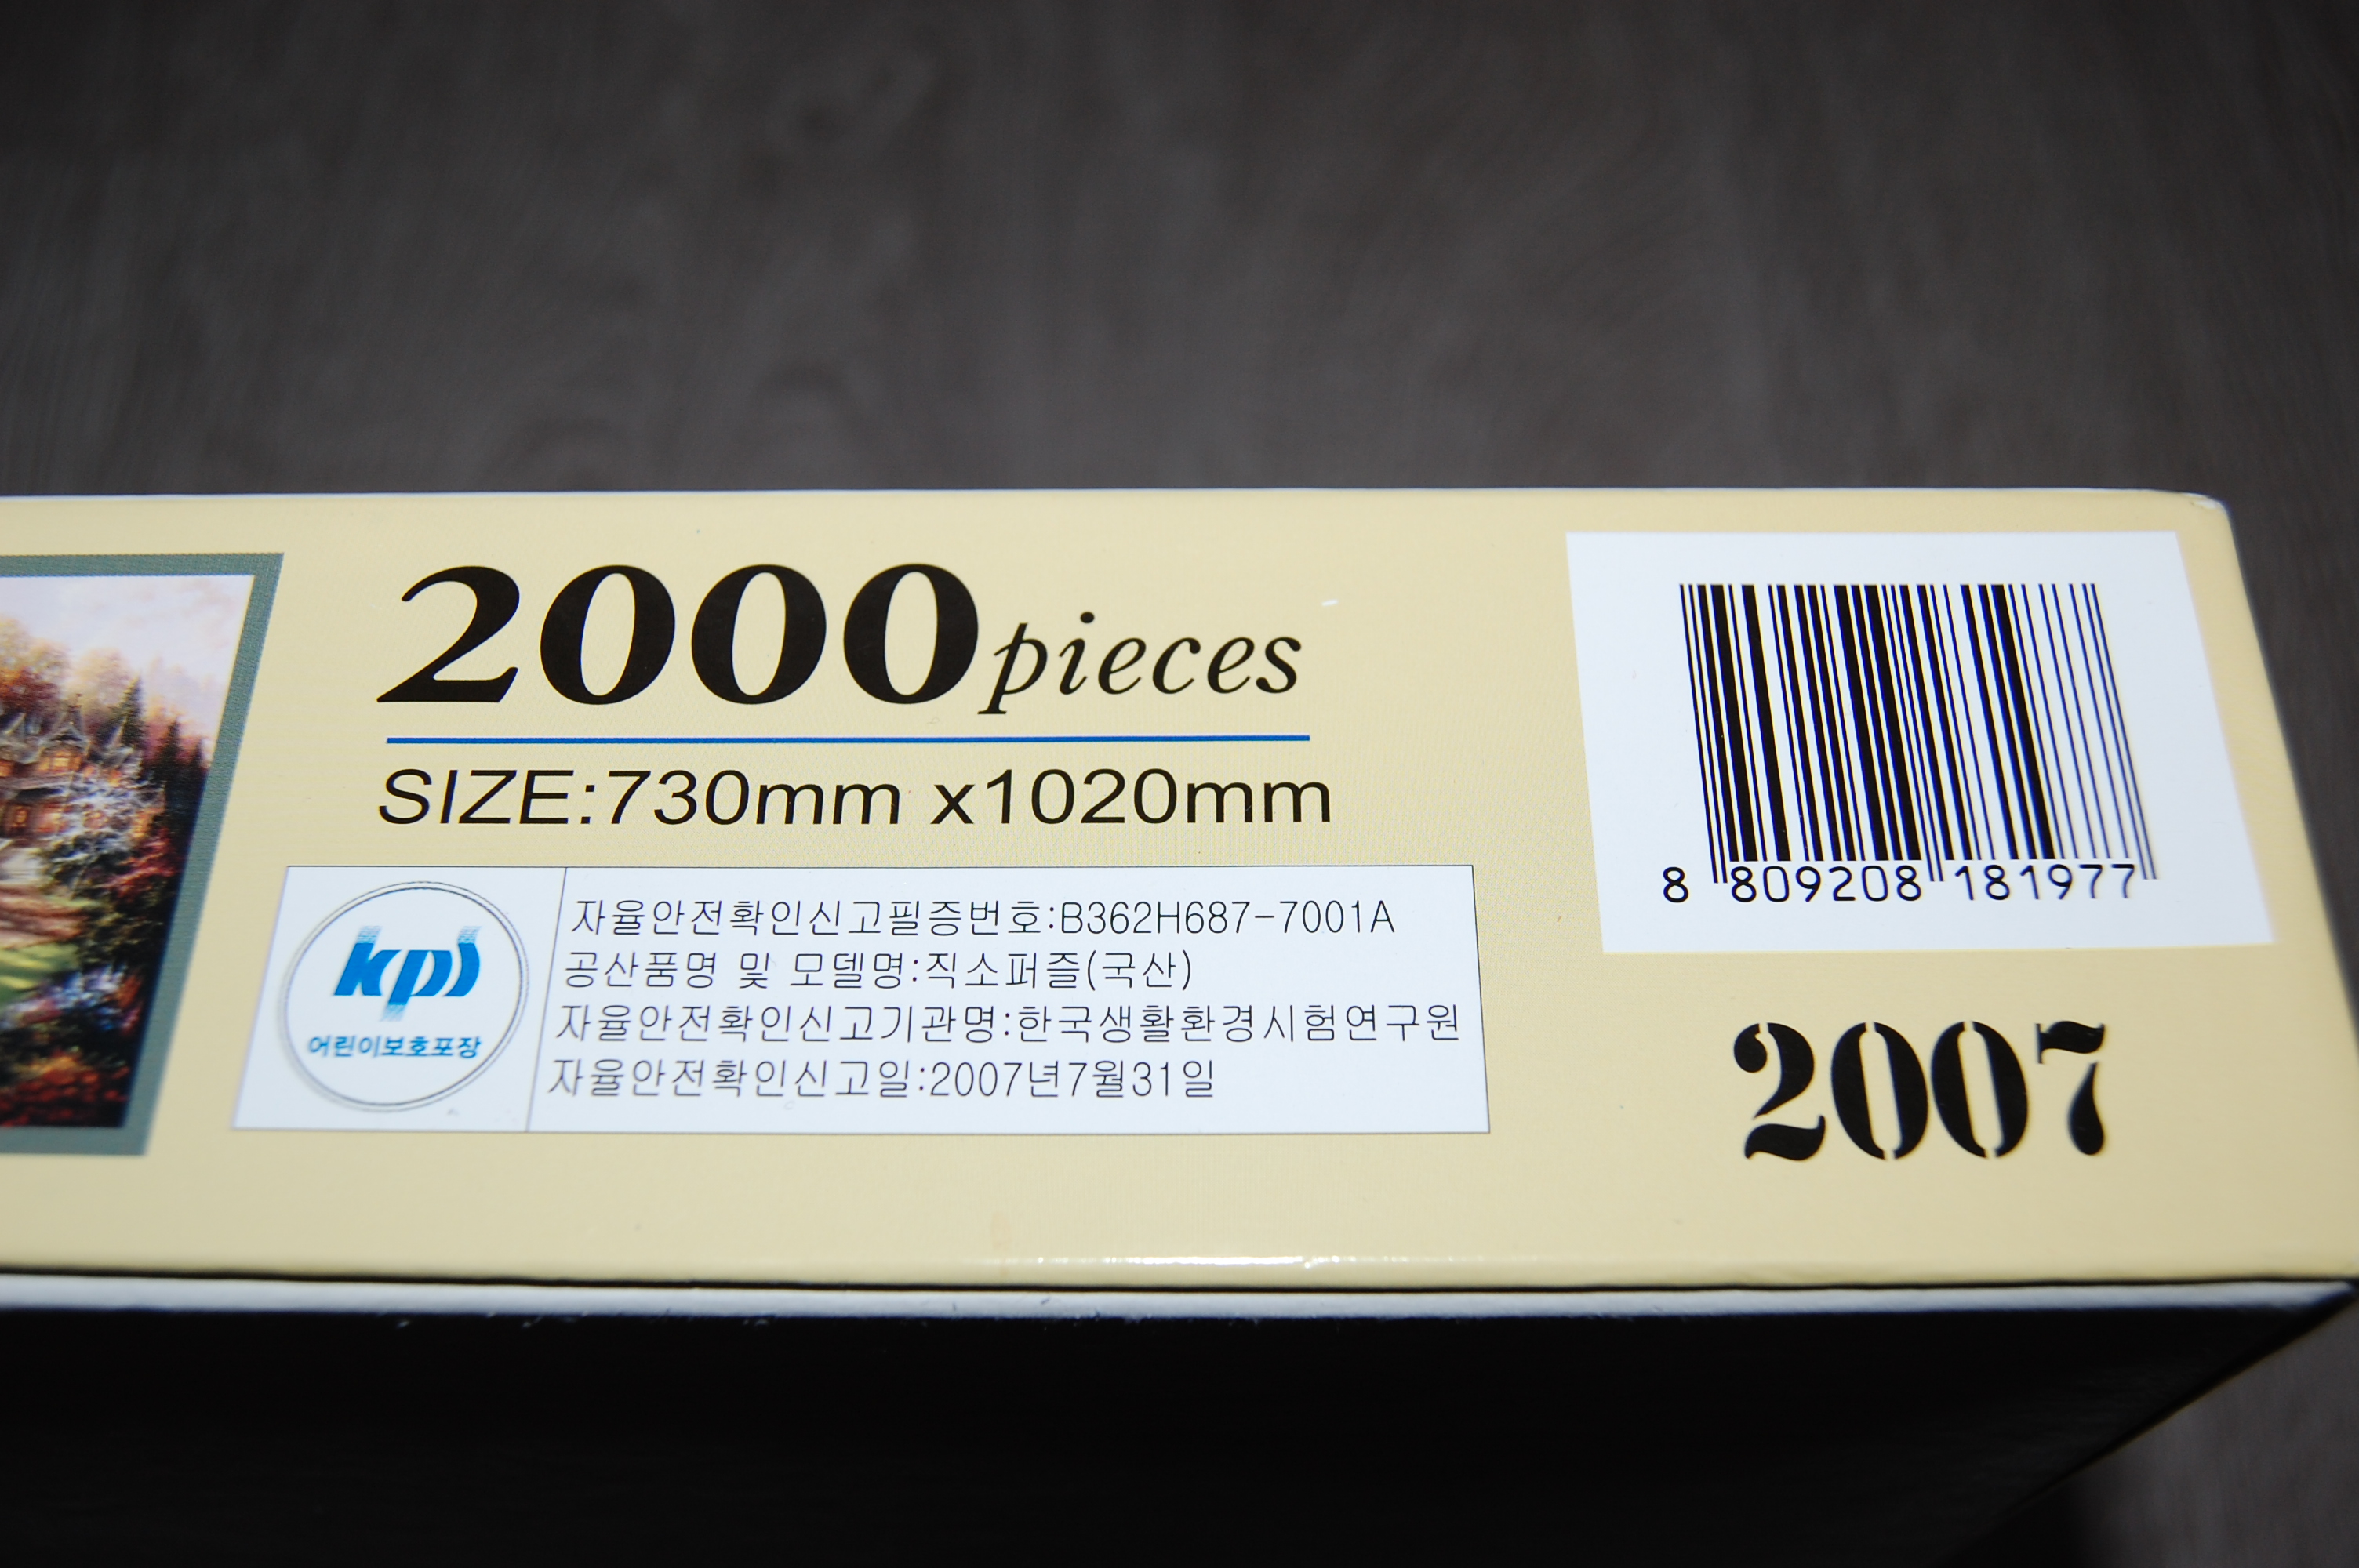 2000 pieces
SIZE:730mm x1020mm
kps
어린이보호포장
자율안전확인신고필증번호:B362H687-7001A
공산품명 및 모델명:직소퍼즐(국산)
자율안전확인신고기관명:한국생활환경시험연구원
자율안전확인신고일:2007년7월31일
8 809208 181977
2007